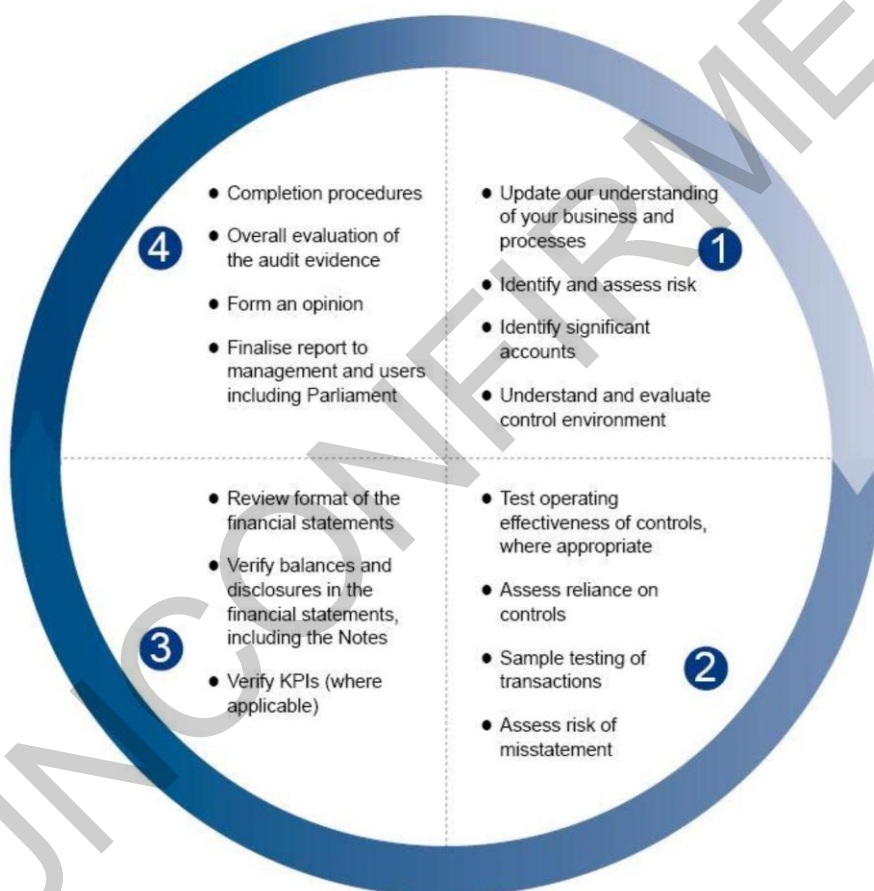 1
● Update our understanding
of your business and
processes
● Identify and assess risk
● Identify significant
accounts
● Understand and evaluate
control environment
2
● Test operating
effectiveness of controls,
where appropriate
● Assess reliance on
controls
● Sample testing of
transactions
● Assess risk of
misstatement
3
● Review format of the
financial statements
● Verify balances and
disclosures in the
financial statements,
including the Notes
● Verify KPIs (where
applicable)
4
● Completion procedures
● Overall evaluation of
the audit evidence
● Form an opinion
● Finalise report to
management and users
including Parliament
UNCONFIRME